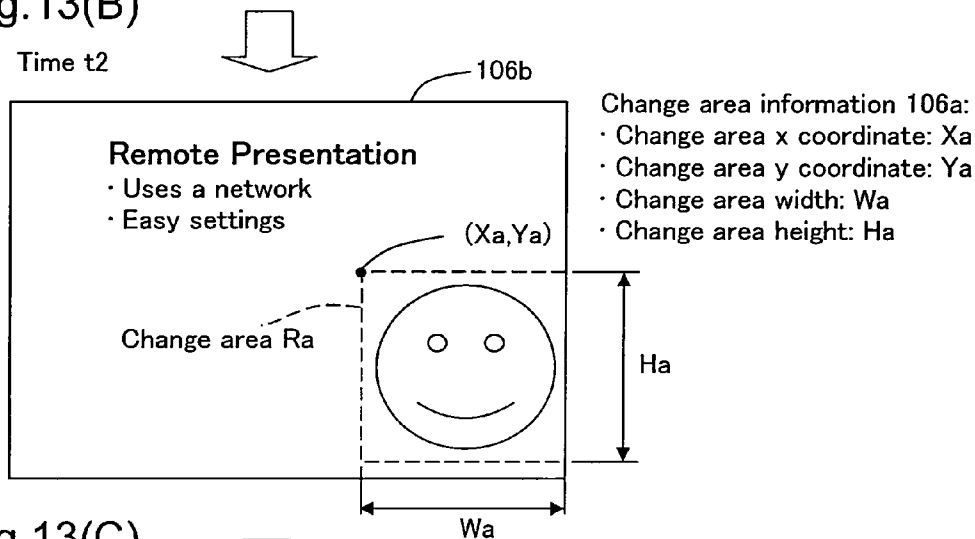 g.13(B)
Time t2
106b
Change area information 106a:
· Change area x coordinate: Xa
· Change area y coordinate: Ya
· Change area width: Wa
· Change area height: Ha
Remote Presentation
· Uses a network
· Easy settings
(Xa,Ya)
Change area Ra
Ha
Wa
g.13(C)